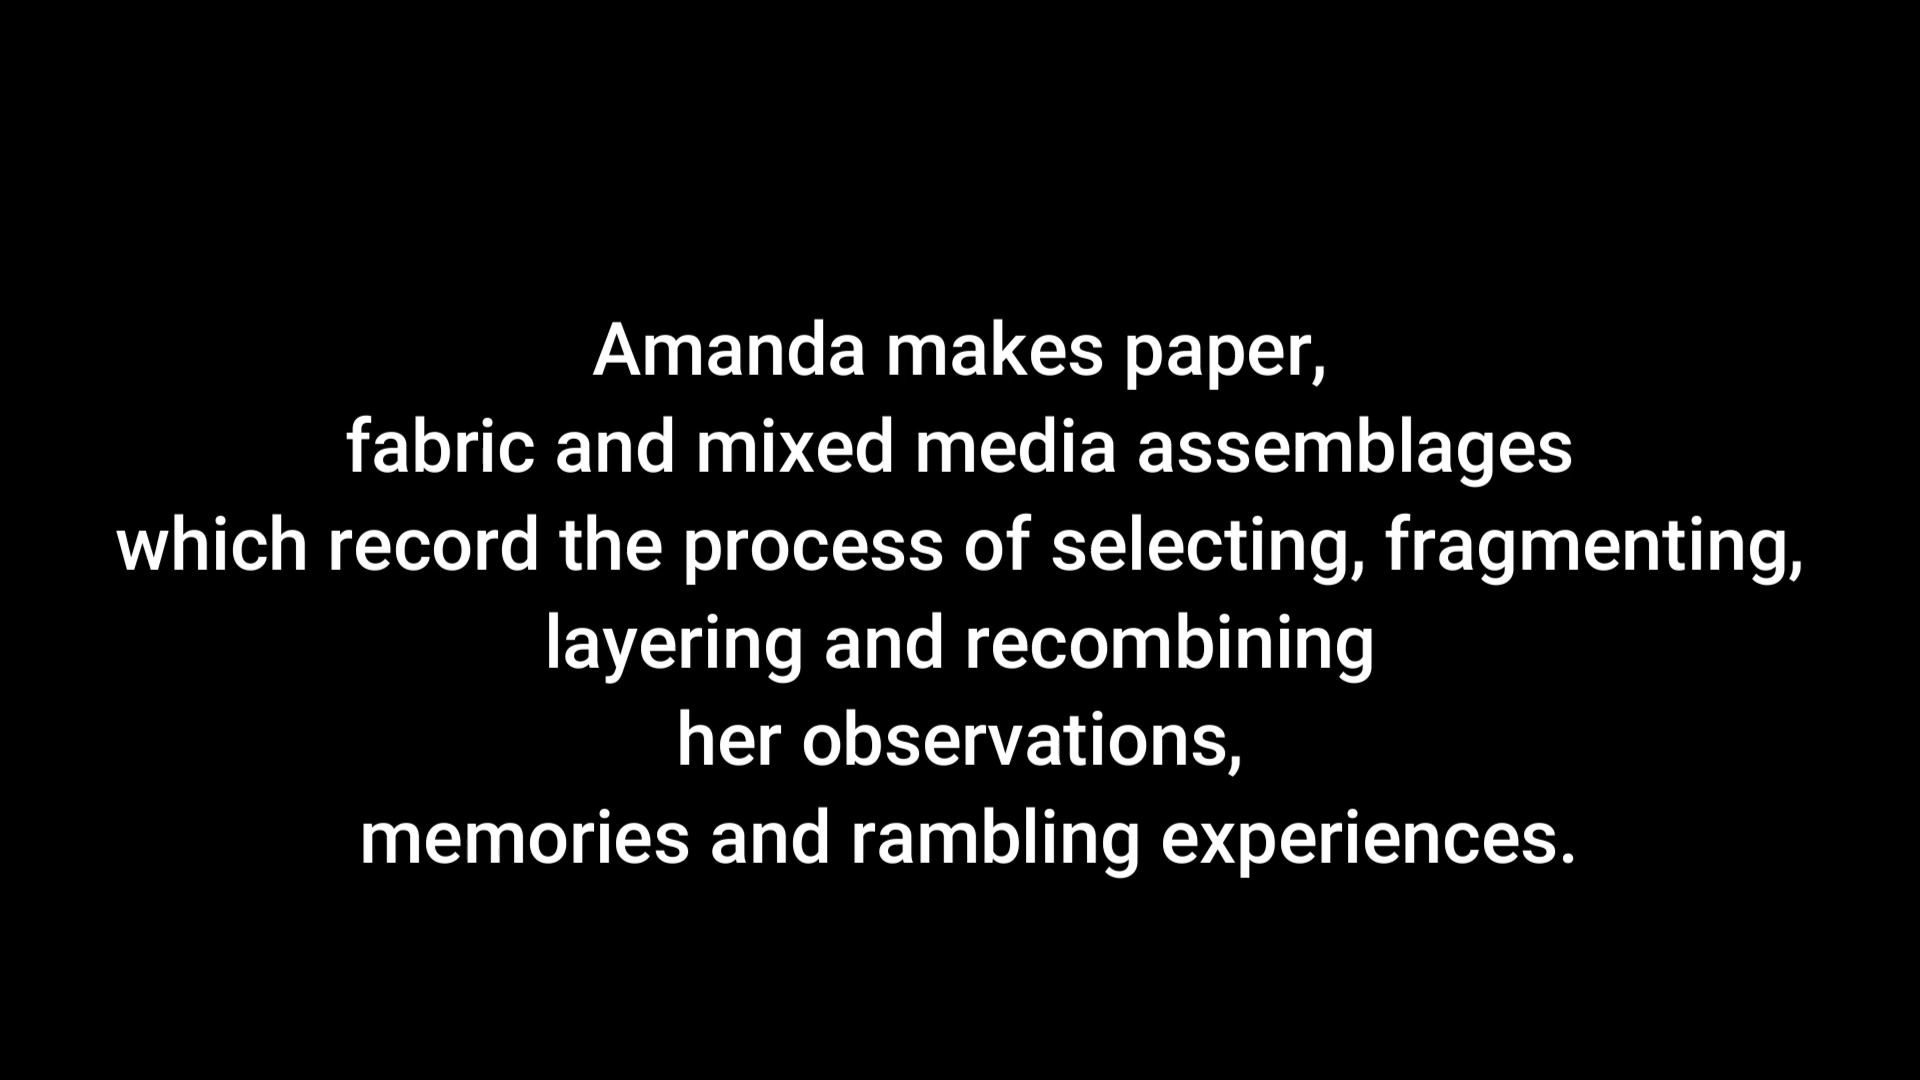 Amanda makes paper,
fabric and mixed media assemblages
which record the process of selecting, fragmenting,
layering and recombining
her observations,
memories and rambling experiences.